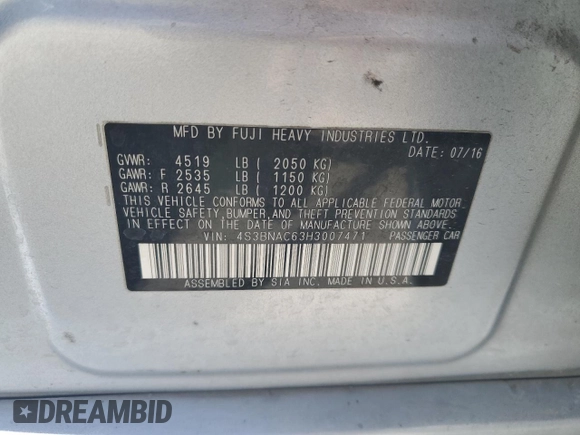 MFD BY FUJI HEAVY INDUSTRIES LTD.
DATE: 07/16
GVWR: 4519 LB ( 2050 KG)
GAWR: F 2535 LB ( 1150 KG)
GAWR: R 2645 LB ( 1200 KG)
THIS VEHICLE CONFORMS TO ALL APPLICABLE FEDERAL MOTOR
VEHICLE SAFETY, BUMPER, AND THEFT PREVENTION STANDARDS
IN EFFECT ON THE DATE OF MANUFACTURE SHOWN ABOVE.
VIN: 4S3BNAC63H3007471 PASSENGER CAR
ASSEMBLED BY SIA INC. MADE IN U.S.A.
DREAMBID